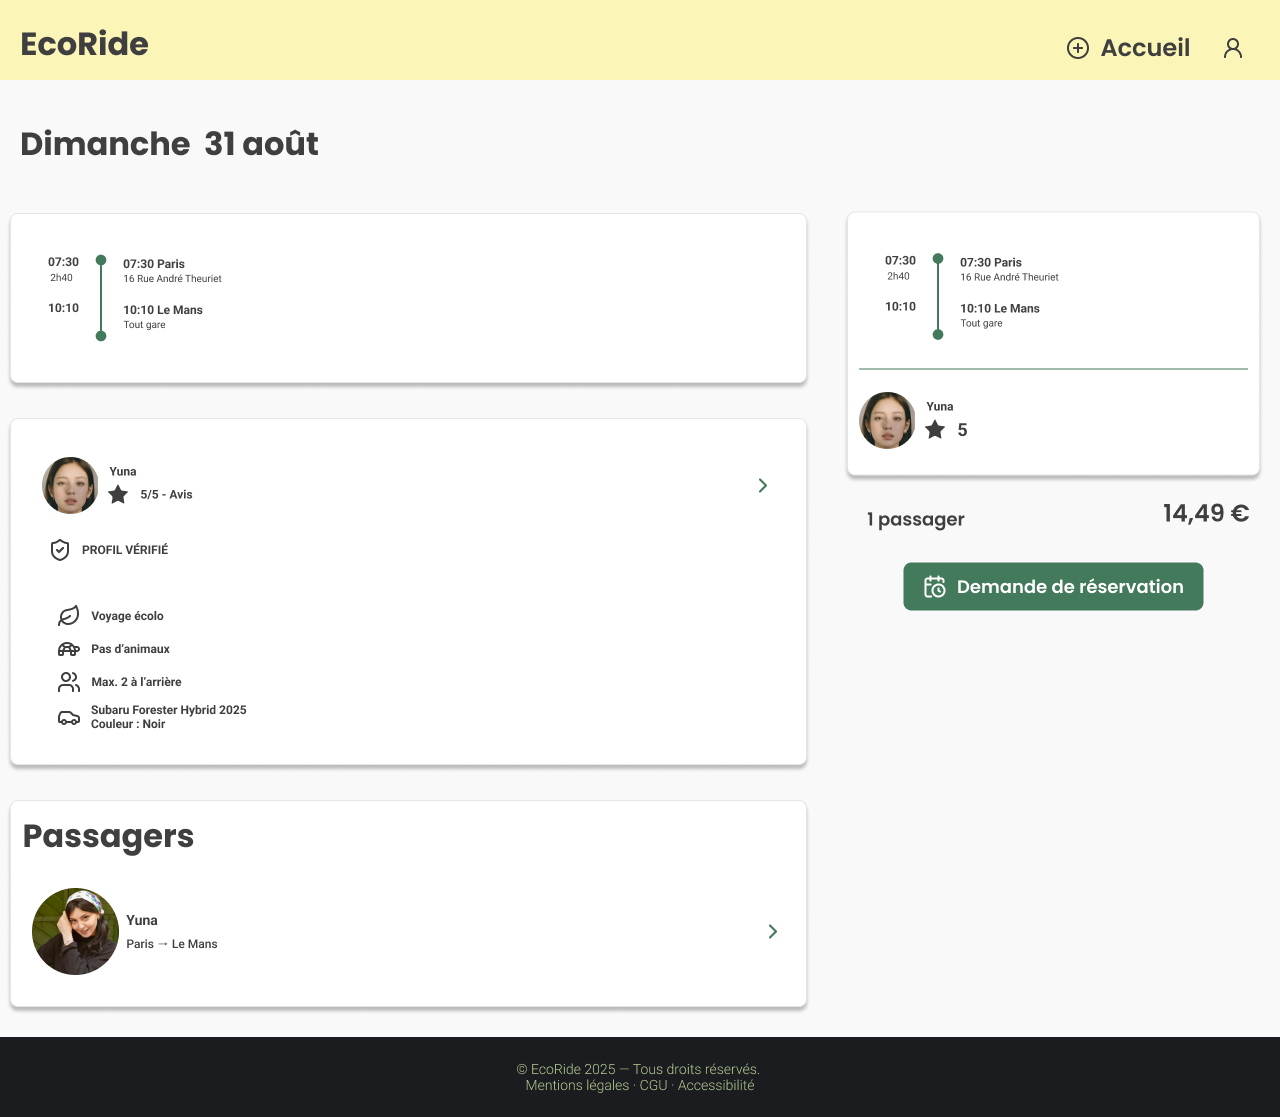 EcoRide
Accueil
Dimanche 31 août
07:30
2h40
10:10
07:30 Paris
16 Rue André Theuriet
10:10 Le Mans
Tout gare
Yuna
5/5 - Avis
PROFIL VÉRIFIÉ
Voyage écolo
Pas d’animaux
Max. 2 à l’arrière
Subaru Forester Hybrid 2025
Couleur : Noir
Passagers
Yuna
Paris → Le Mans
07:30
2h40
10:10
07:30 Paris
16 Rue André Theuriet
10:10 Le Mans
Tout gare
Yuna
5
1 passager
14,49 €
Demande de réservation
© EcoRide 2025 — Tous droits réservés.
Mentions légales · CGU · Accessibilité